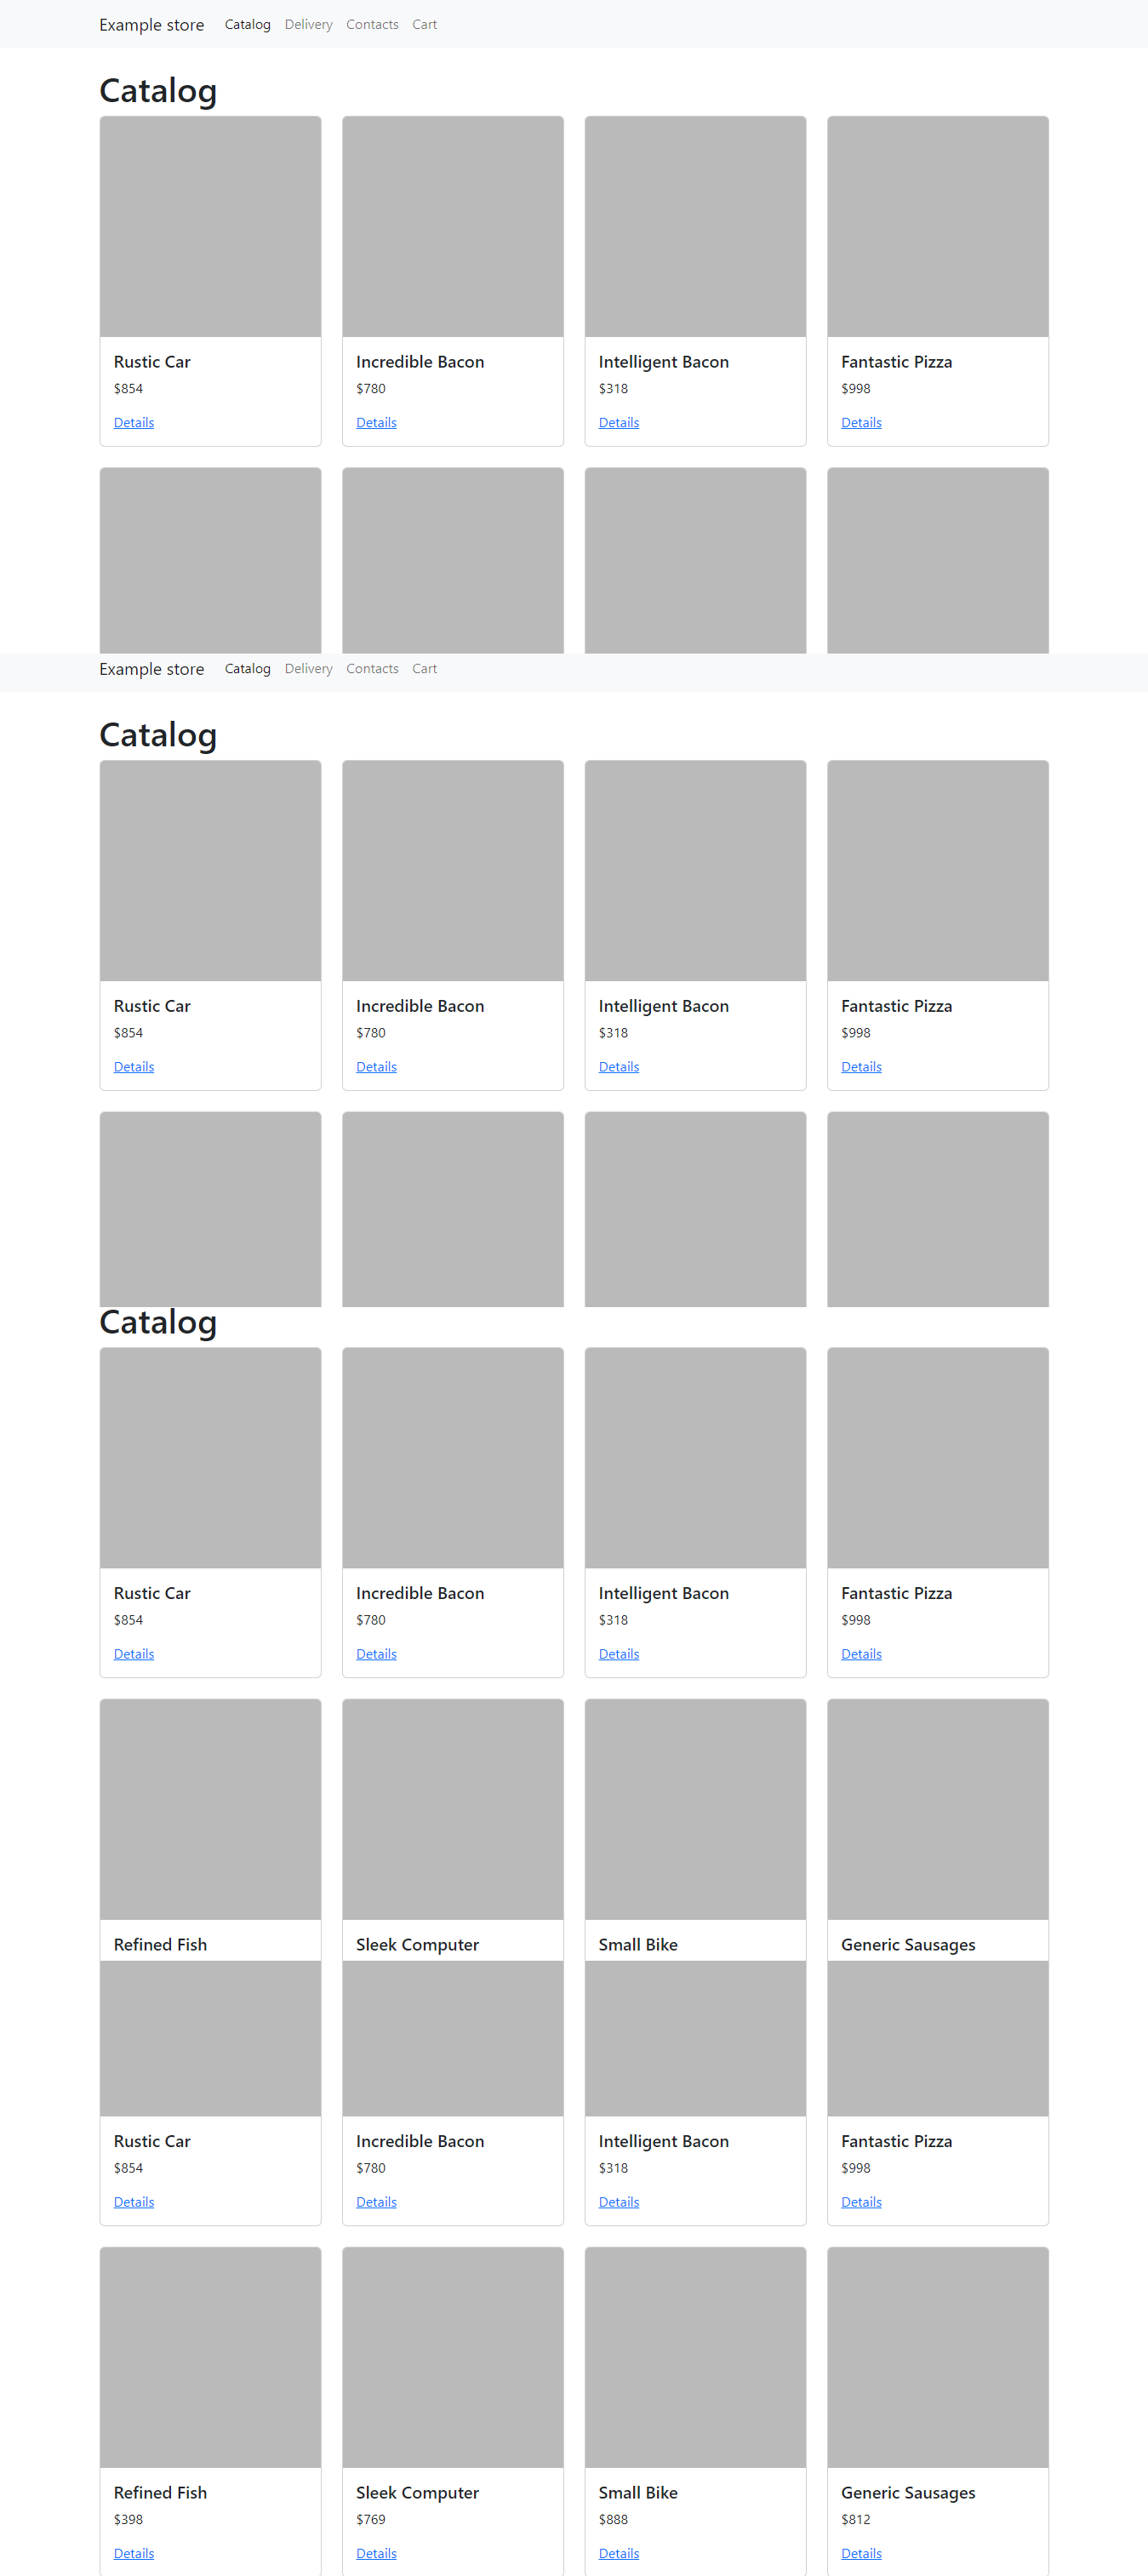 Example store Catalog Delivery Contacts Cart
Catalog
Rustic Car Incredible Bacon Intelligent Bacon Fantastic Pizza
$854 $780 $318 $998
Details Details Details Details
Example store Catalog Delivery Contacts Cart
Catalog
Rustic Car Incredible Bacon Intelligent Bacon Fantastic Pizza
$854 $780 $318 $998
Details Details Details Details
Catalog
Rustic Car Incredible Bacon Intelligent Bacon Fantastic Pizza
$854 $780 $318 $998
Details Details Details Details
Refined Fish Sleek Computer Small Bike Generic Sausages
Rustic Car Incredible Bacon Intelligent Bacon Fantastic Pizza
$854 $780 $318 $998
Details Details Details Details
Refined Fish Sleek Computer Small Bike Generic Sausages
$398 $769 $888 $812
Details Details Details Details